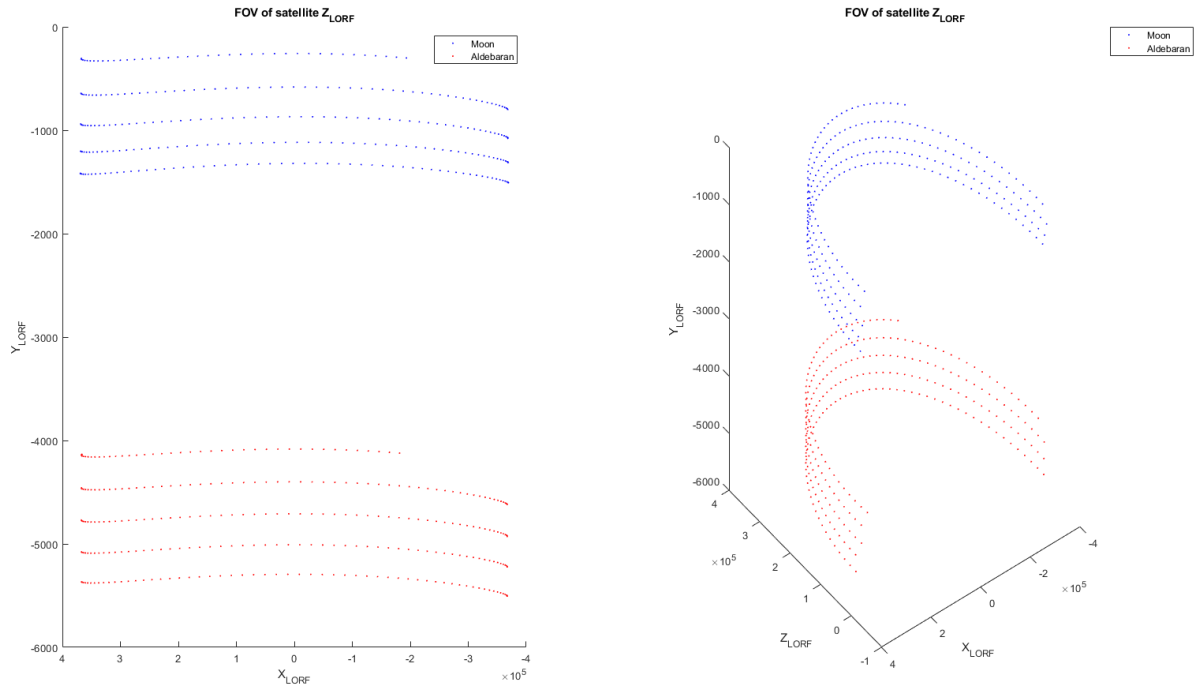 FOV of satellite Z_LORF
Moon
Aldebaran
0
-1000
-2000
-3000
-4000
-5000
-6000
Y_LORF
4 3 2 1 0 -1 -2 -3 -4
×10^5
X_LORF
FOV of satellite Z_LORF
Moon
Aldebaran
0
-1000
-2000
-3000
-4000
-5000
-6000
Y_LORF
4
3
2
1
0
-1
×10^5
Z_LORF
4
2
0
-2
-4
×10^5
X_LORF